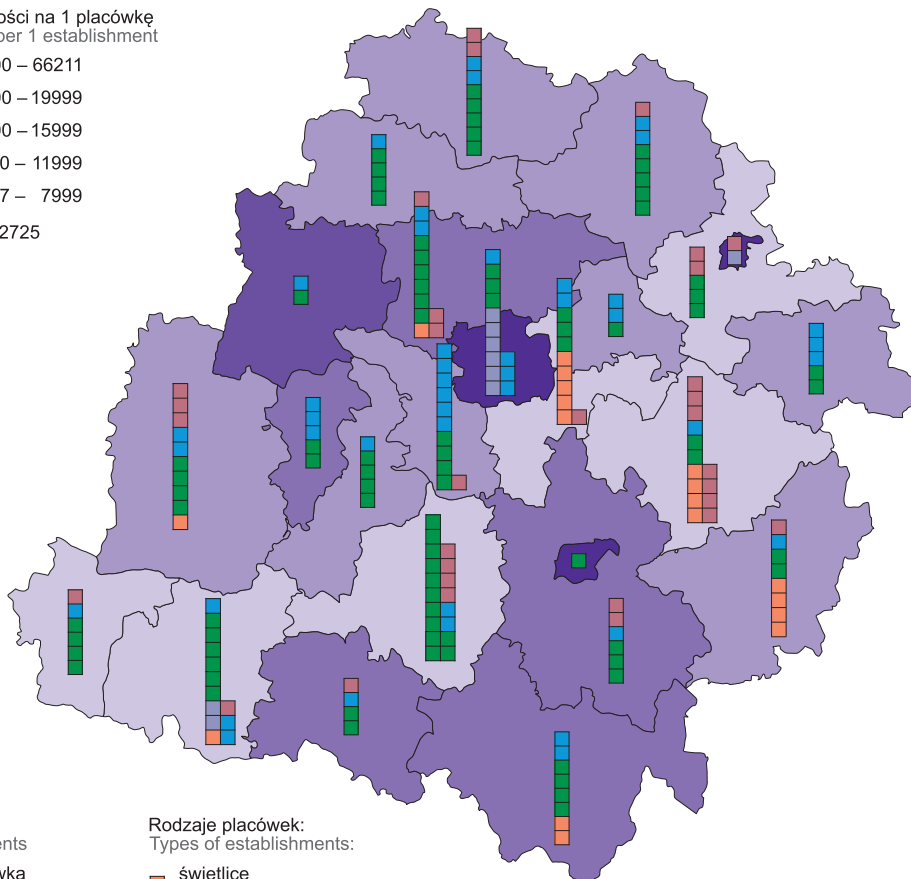 ości na 1 placówkę
per 1 establishment
00 – 66211
00 – 19999
00 – 15999
0 – 11999
7 – 7999
2725
Rodzaje placówek:
Types of establishments:
ents
wka
świetlice